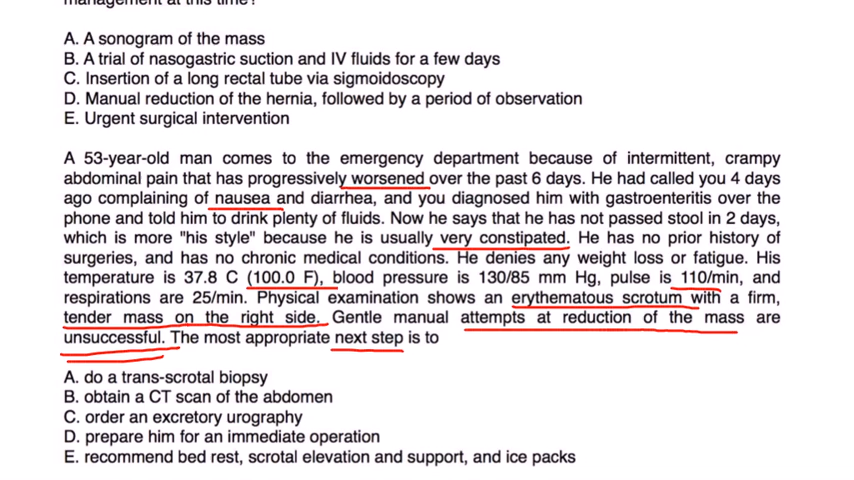 management at this time?
A. A sonogram of the mass
B. A trial of nasogastric suction and IV fluids for a few days
C. Insertion of a long rectal tube via sigmoidoscopy
D. Manual reduction of the hernia, followed by a period of observation
E. Urgent surgical intervention
A 53-year-old man comes to the emergency department because of intermittent, crampy
abdominal pain that has progressively worsened over the past 6 days. He had called you 4 days
ago complaining of nausea and diarrhea, and you diagnosed him with gastroenteritis over the
phone and told him to drink plenty of fluids. Now he says that he has not passed stool in 2 days,
which is more "his style" because he is usually very constipated. He has no prior history of
surgeries, and has no chronic medical conditions. He denies any weight loss or fatigue. His
temperature is 37.8 C (100.0 F), blood pressure is 130/85 mm Hg, pulse is 110/min, and
respirations are 25/min. Physical examination shows an erythematous scrotum with a firm,
tender mass on the right side. Gentle manual attempts at reduction of the mass are
unsuccessful. The most appropriate next step is to
A. do a trans-scrotal biopsy
B. obtain a CT scan of the abdomen
C. order an excretory urography
D. prepare him for an immediate operation
E. recommend bed rest, scrotal elevation and support, and ice packs